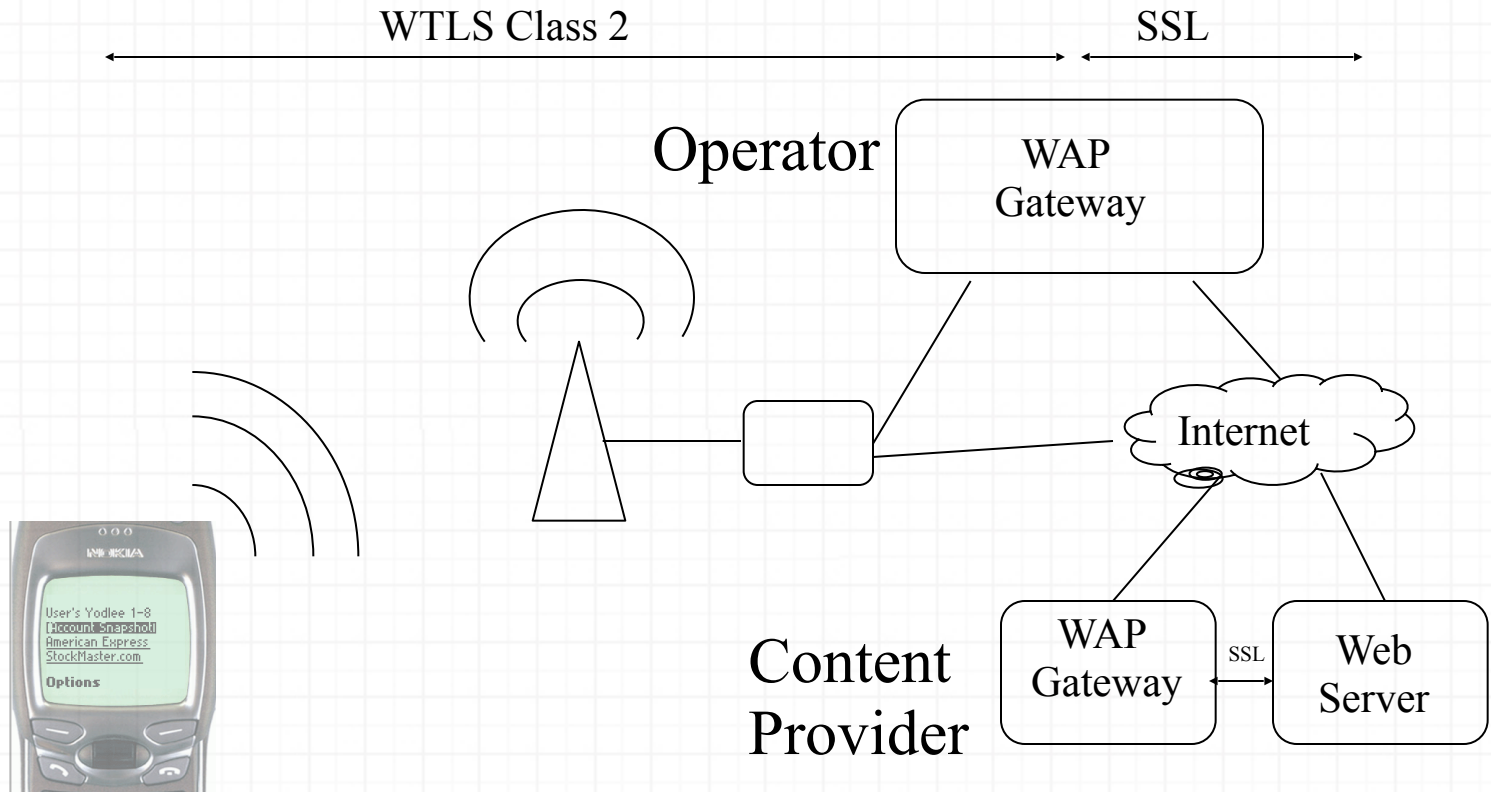 WTLS Class 2
SSL
Operator
WAP
Gateway
Internet
NOKIA
User's Yodlee 1-8
[Account Snapshot]
American Express
StockMaster.com
Options
Content
Provider
WAP
Gateway
SSL
Web
Server